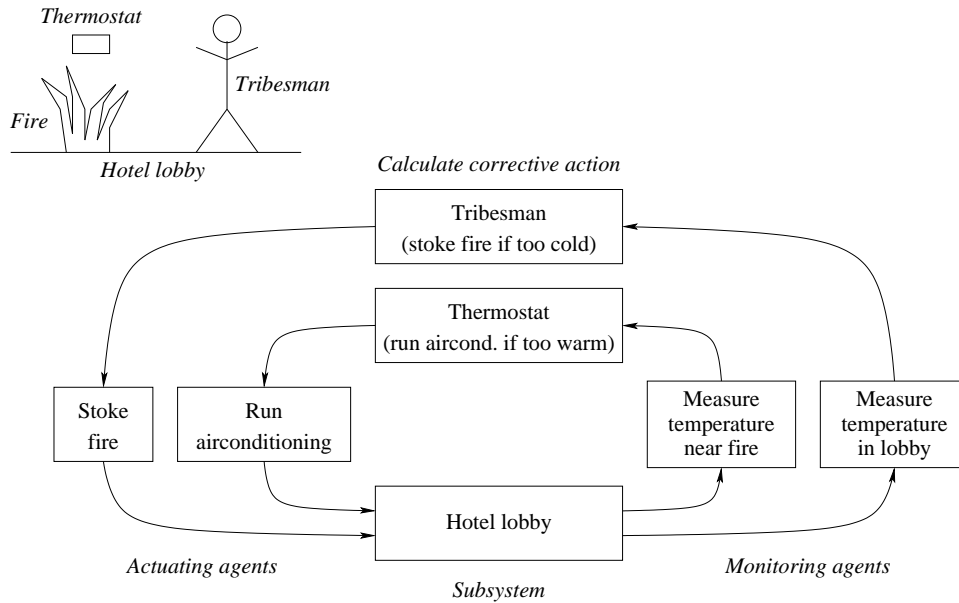 Thermostat
Tribesman
Fire
Hotel lobby
Calculate corrective action
Tribesman
(stoke fire if too cold)
Thermostat
(run aircond. if too warm)
Stoke
fire
Run
airconditioning
Measure
temperature
near fire
Measure
temperature
in lobby
Hotel lobby
Actuating agents
Subsystem
Monitoring agents